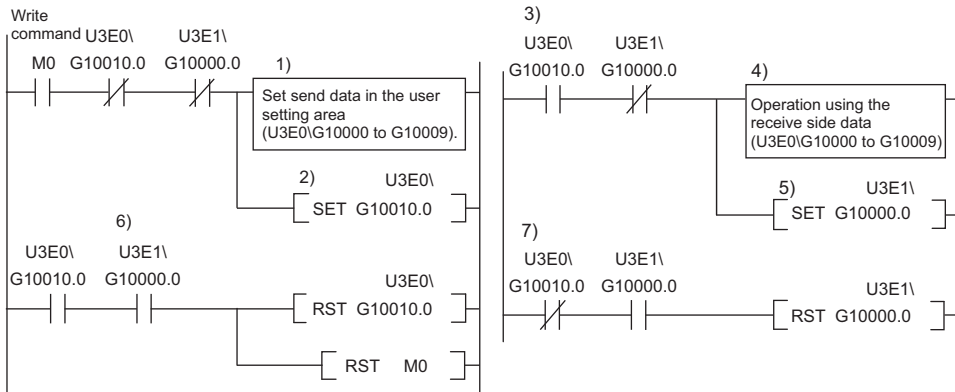 Write
command
U3E0\
U3E1\
M0
G10010.0
G10000.0
1)
Set send data in the user
setting area
(U3E0\G10000 to G10009).
2)
U3E0\
SET G10010.0
6)
U3E0\
U3E1\
G10010.0
G10000.0
U3E0\
RST G10010.0
RST M0
3)
U3E0\
U3E1\
G10010.0
G10000.0
4)
Operation using the
receive side data
(U3E0\G10000 to G10009)
5)
U3E1\
SET G10000.0
7)
U3E0\
U3E1\
G10010.0
G10000.0
U3E1\
RST G10000.0